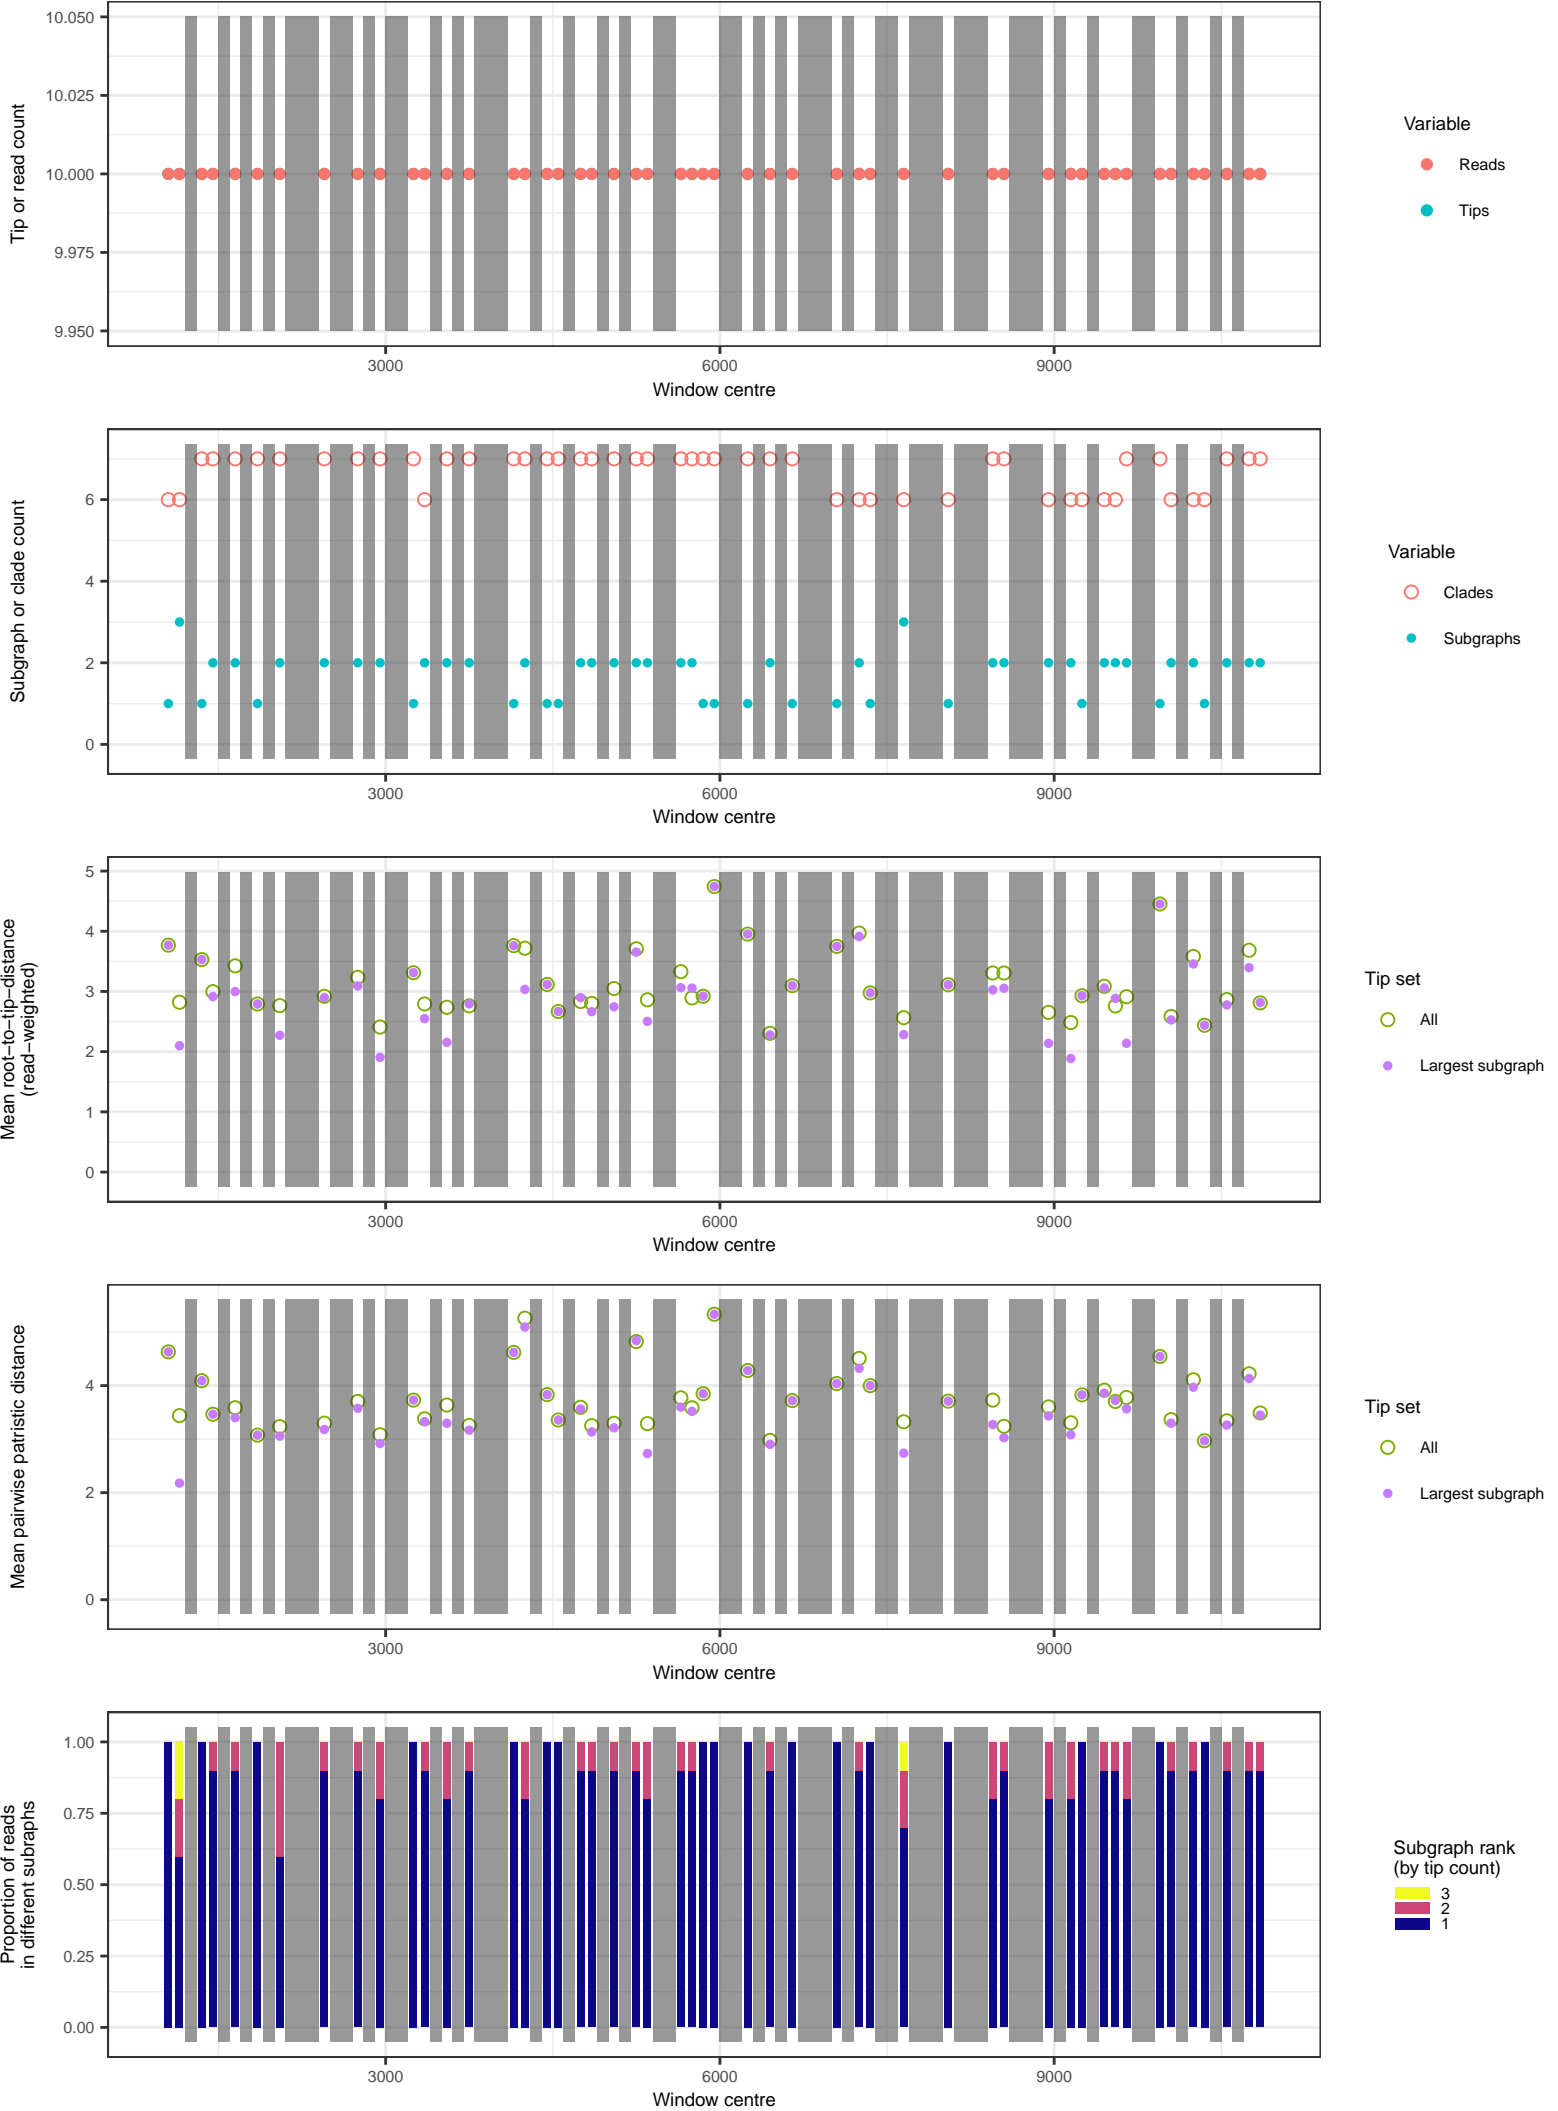 10.050
10.025
10.000
9.975
9.950
Tip or read count
3000
6000
9000
Window centre
Variable
Reads
Tips
6
4
2
0
Subgraph or clade count
3000
6000
9000
Window centre
Variable
Clades
Subgraphs
5
4
3
2
1
0
Mean root−to−tip−distance
(read−weighted)
3000
6000
9000
Window centre
Tip set
All
Largest subgraph
4
2
0
Mean pairwise patristic distance
3000
6000
9000
Window centre
Tip set
All
Largest subgraph
1.00
0.75
0.50
0.25
0.00
Proportion of reads
in different subraphs
3000
6000
9000
Window centre
Subgraph rank
(by tip count)
3
2
1